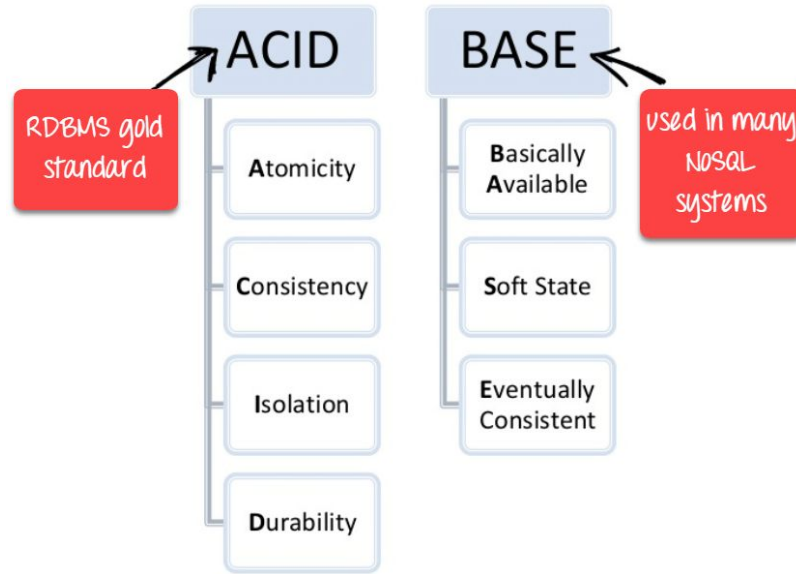 ACID
BASE
RDBMS gold
standard
used in many
NoSQL
systems
Atomicity
Consistency
Isolation
Durability
Basically
Available
Soft State
Eventually
Consistent